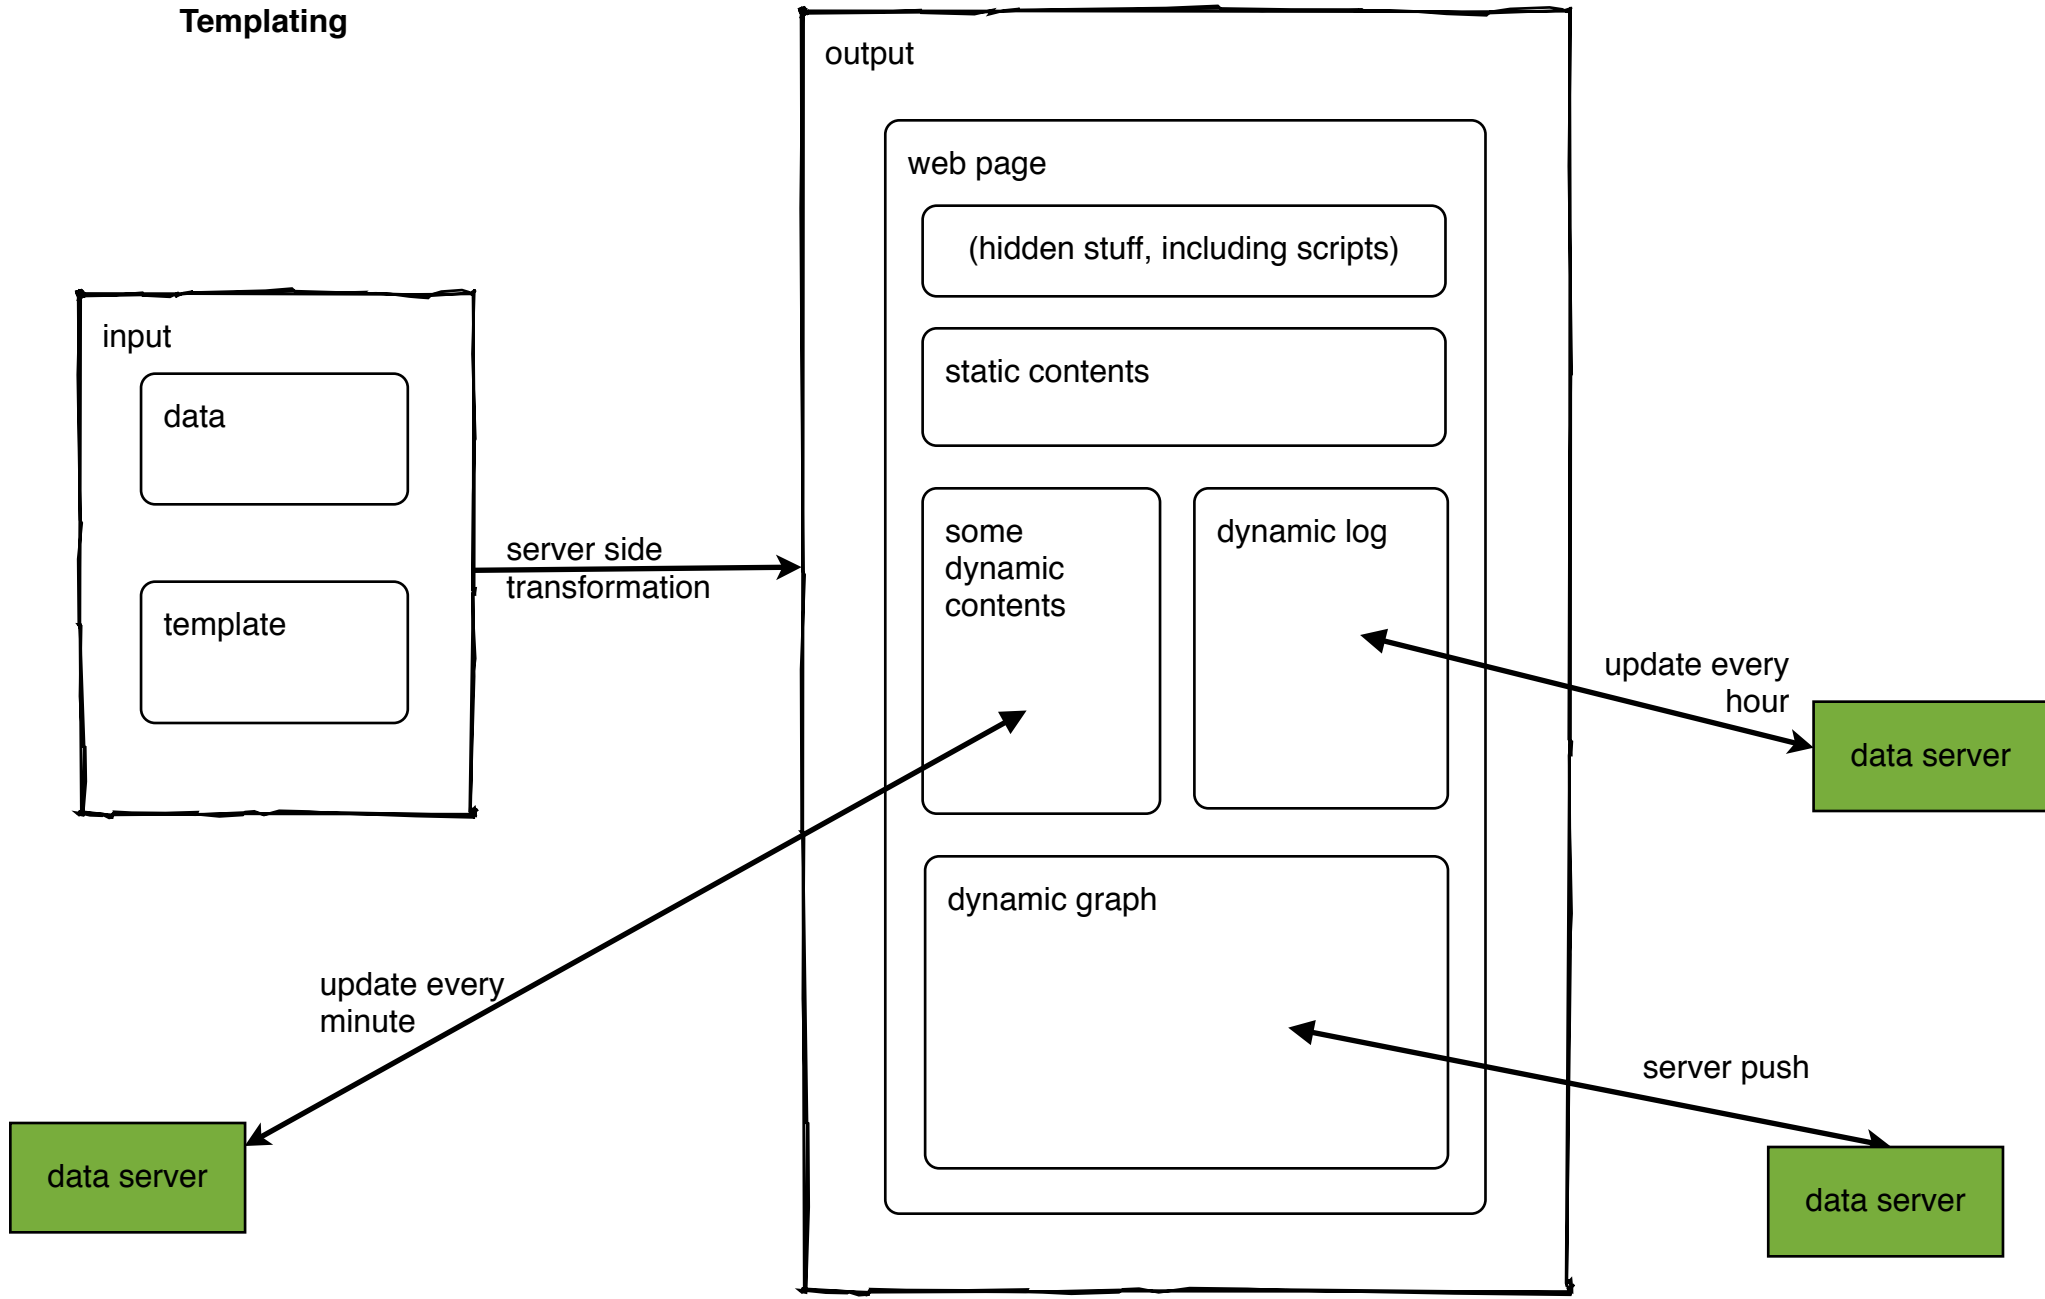 Templating
input
data
template
server side
transformation
output
web page
(hidden stuff, including scripts)
static contents
some
dynamic
contents
dynamic log
dynamic graph
update every
hour
data server
update every
minute
data server
server push
data server